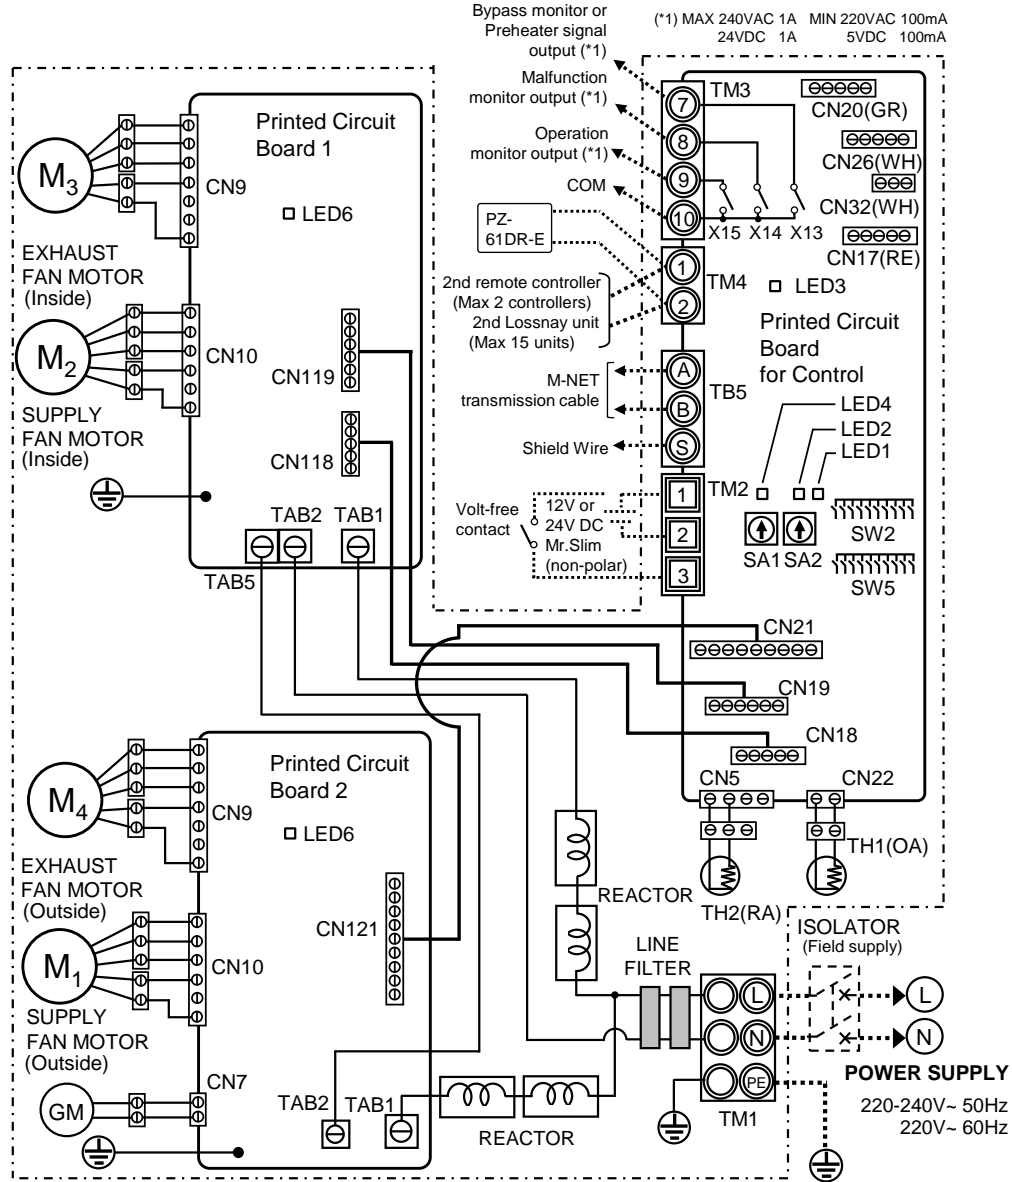 Bypass monitor or
Preheater signal
output (*1)
(*1) MAX 240VAC 1A MIN 220VAC 100mA
24VDC 1A 5VDC 100mA
Malfunction
monitor output (*1)
Operation
monitor output (*1)
COM
PZ-
61DR-E
2nd remote controller
(Max 2 controllers)
2nd Lossnay unit
(Max 15 units)
M-NET
transmission cable
Shield Wire
Volt-free
contact
12V or
24V DC
Mr.Slim
(non-polar)
TM3
7
8
9
10
X15 X14 X13
TM4
1
2
TB5
A
B
S
TM2
1
2
3
CN20(GR)
CN26(WH)
CN32(WH)
CN17(RE)
LED3
Printed Circuit
Board
for Control
LED4
LED2
LED1
SA1 SA2
SW2
SW5
CN21
CN19
CN18
CN5
CN22
TH1(OA)
TH2(RA)
Printed Circuit
Board 1
LED6
M3
CN9
EXHAUST
FAN MOTOR
(Inside)
M2
CN10
SUPPLY
FAN MOTOR
(Inside)
CN119
CN118
TAB2 TAB1
TAB5
Printed Circuit
Board 2
LED6
M4
CN9
EXHAUST
FAN MOTOR
(Outside)
M1
CN10
SUPPLY
FAN MOTOR
(Outside)
CN121
CN7
GM
TAB2 TAB1
REACTOR
REACTOR
LINE
FILTER
L
N
PE
TM1
ISOLATOR
(Field supply)
L
N
POWER SUPPLY
220-240V~ 50Hz
220V~ 60Hz